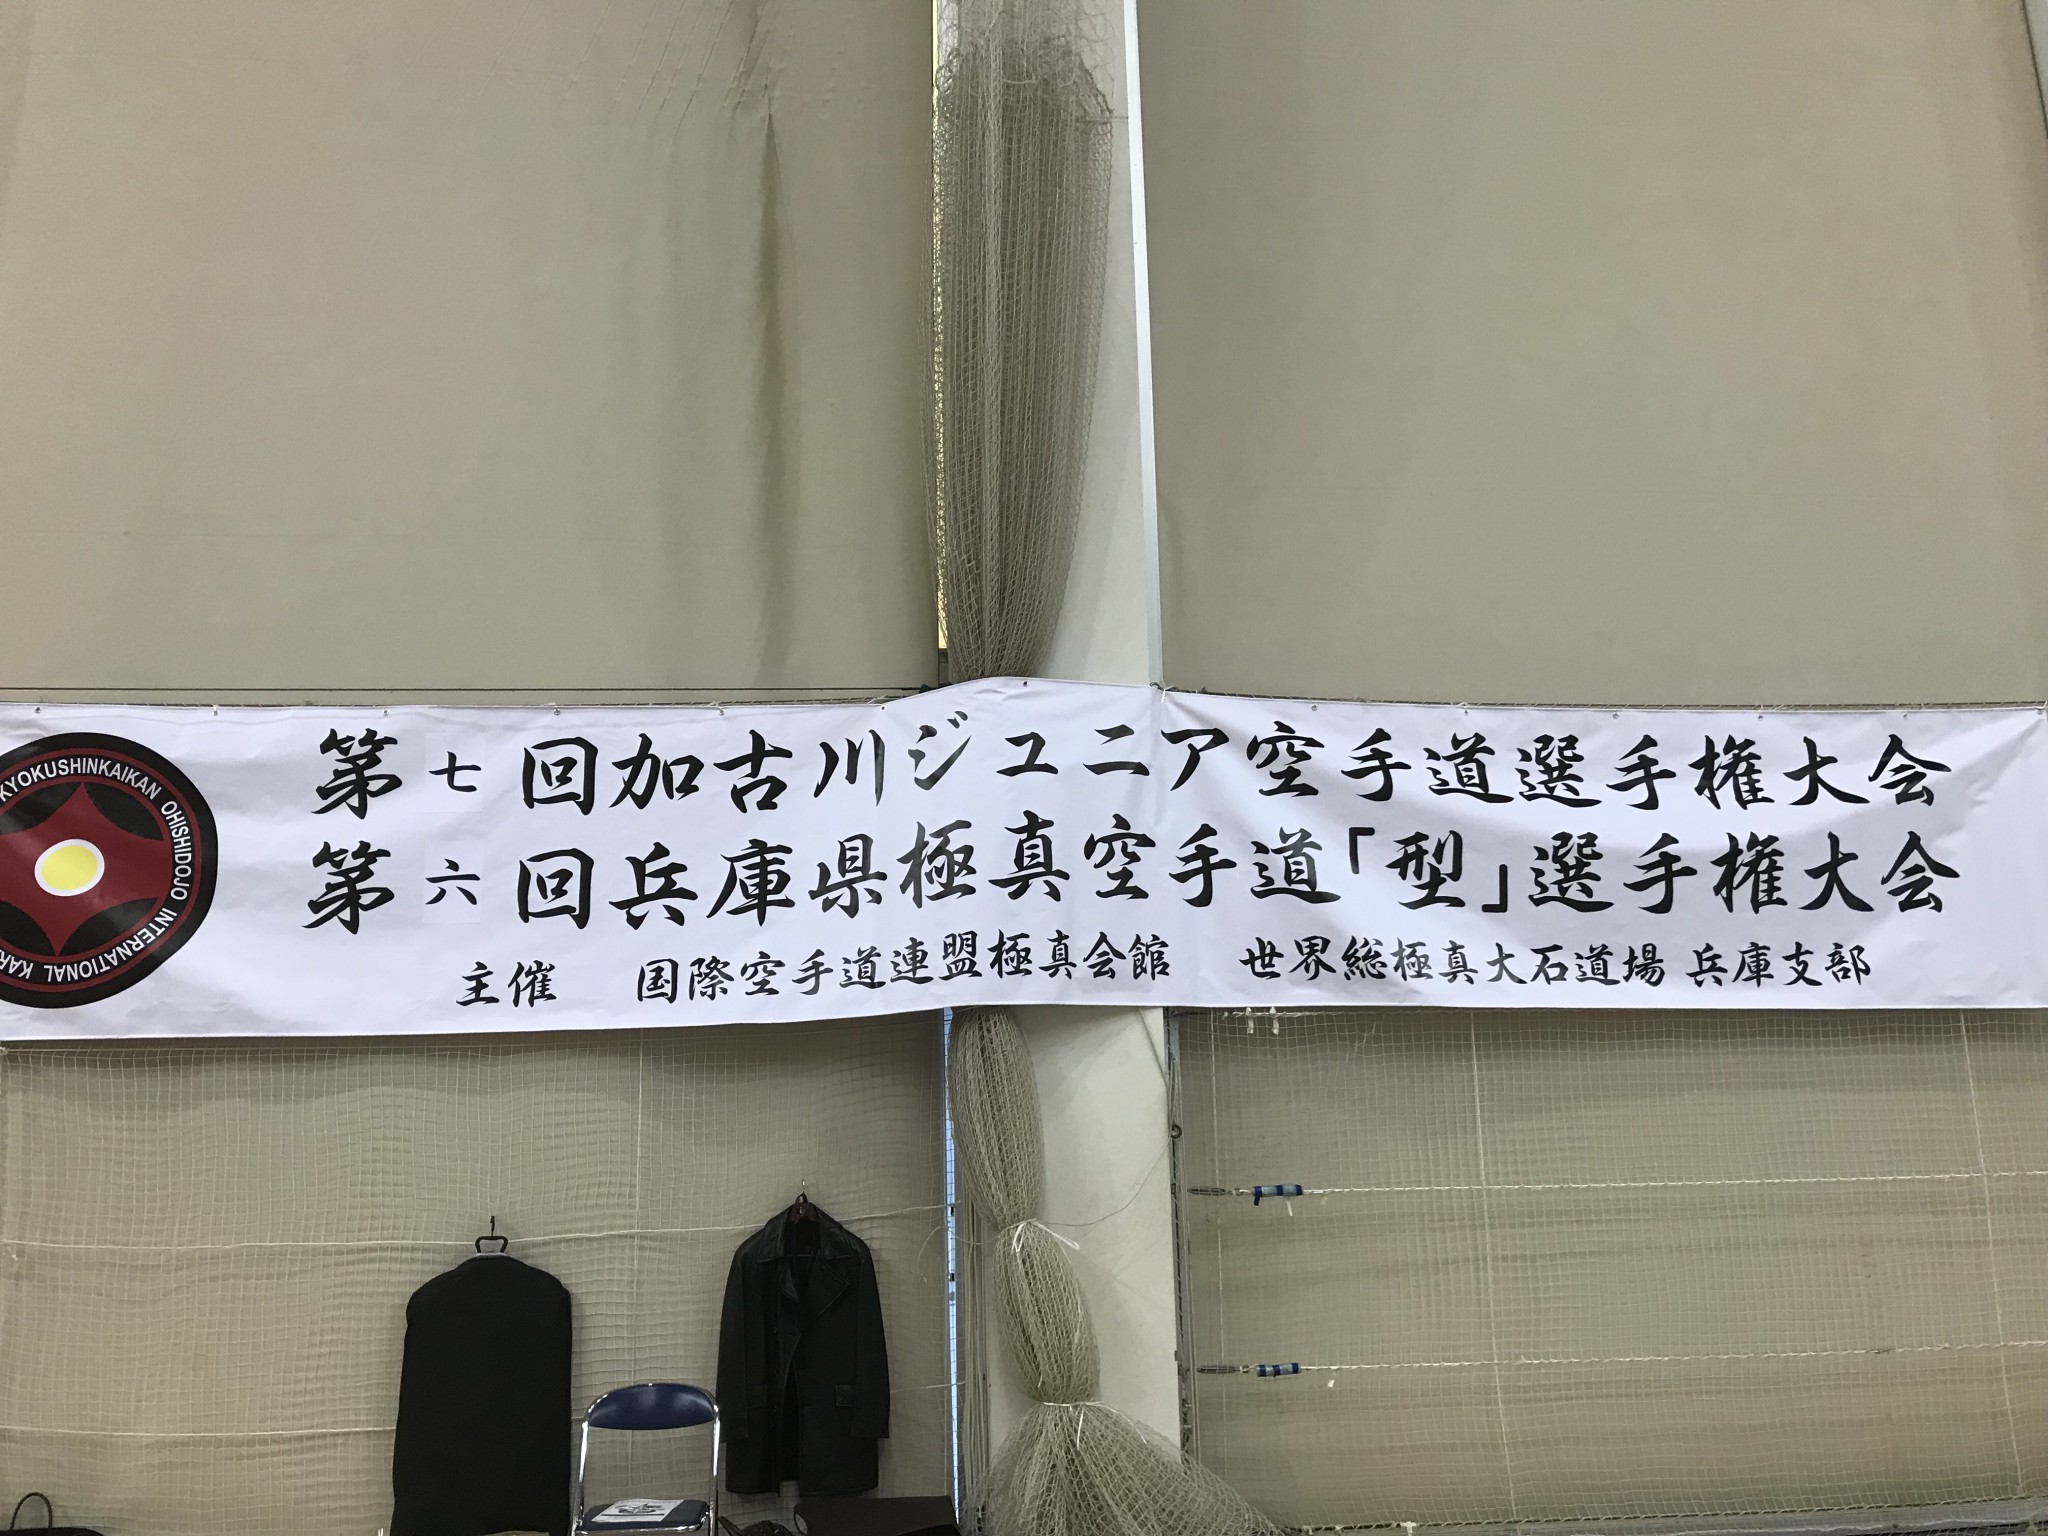 第七回加古川ジュニア空手道選手権大会
第六回兵庫県極真空手道「型」選手権大会
主催 国際空手道連盟極真会館 世界総極真大石道場 兵庫支部
KYOKUSHINKAIKAN OHISHIDOJO INTERNATIONAL KAR